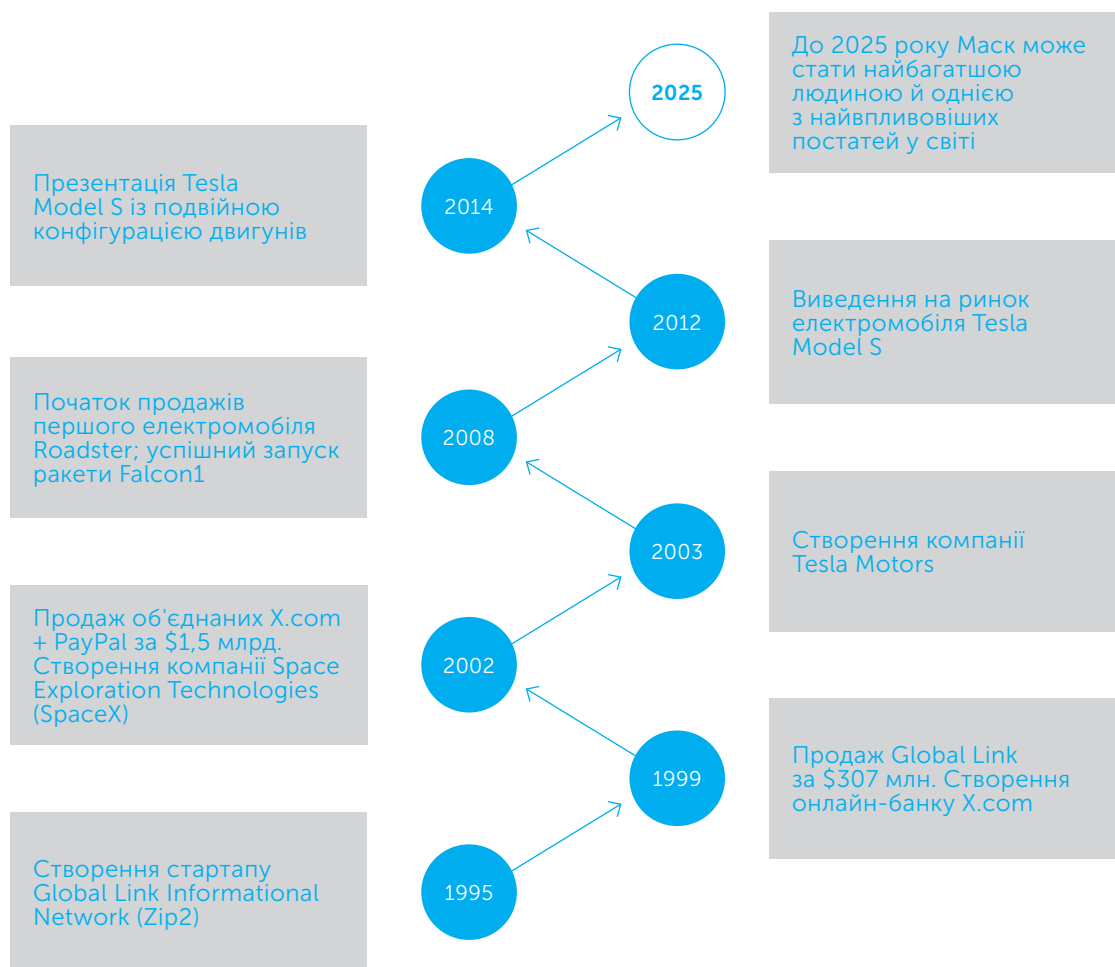 2025
До 2025 року Маск може
стати найбагатшою
людиною й однією
з найвпливовіших
постатей у світі
Презентація Tesla
Model S із подвійною
конфігурацією двигунів
2014
2012
Виведення на ринок
електромобіля Tesla
Model S
Початок продажів
першого електромобіля
Roadster; успішний запуск
ракети Falcon1
2008
2003
Створення компанії
Tesla Motors
Продаж об'єднаних X.com
+ PayPal за $1,5 млрд.
Створення компанії Space
Exploration Technologies
(SpaceX)
2002
1999
Продаж Global Link
за $307 млн. Створення
онлайн-банку X.com
Створення стартапу
Global Link Informational
Network (Zip2)
1995